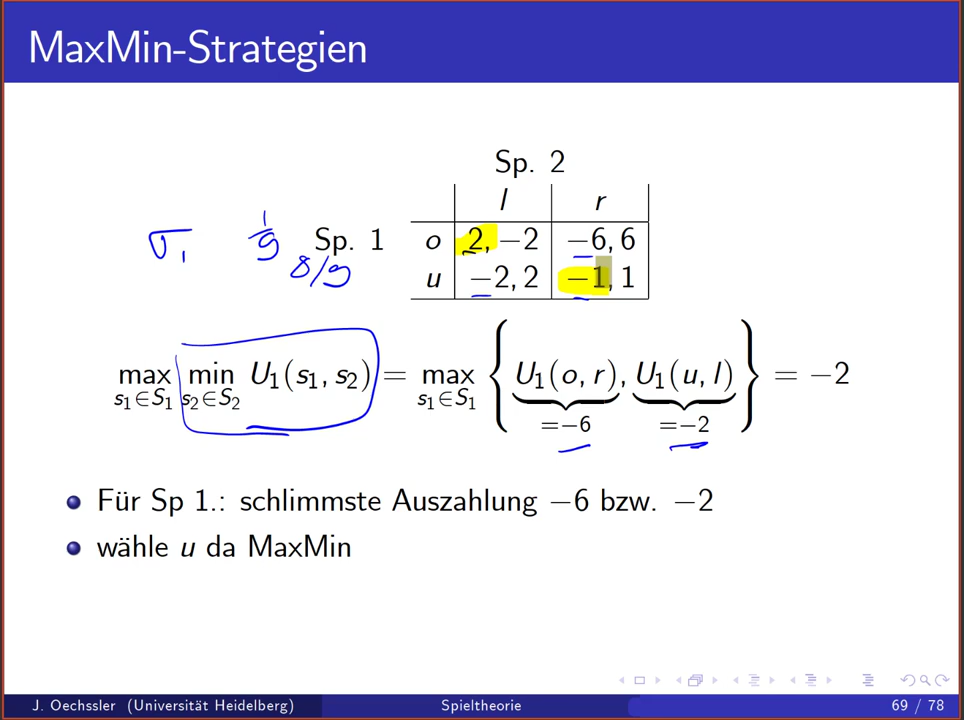 MaxMin-Strategien
Sp. 2
l r
σ₁ 1/9 Sp. 1 o 2, −2 −6, 6
8/9 u −2, 2 −1, 1
max min U₁(s₁, s₂) = max { U₁(o, r), U₁(u, l) } = −2
s₁∈S₁ s₂∈S₂ s₁∈S₁ =−6 =−2
Für Sp 1.: schlimmste Auszahlung −6 bzw. −2
wähle u da MaxMin
J. Oechssler (Universität Heidelberg) Spieltheorie 69 / 78